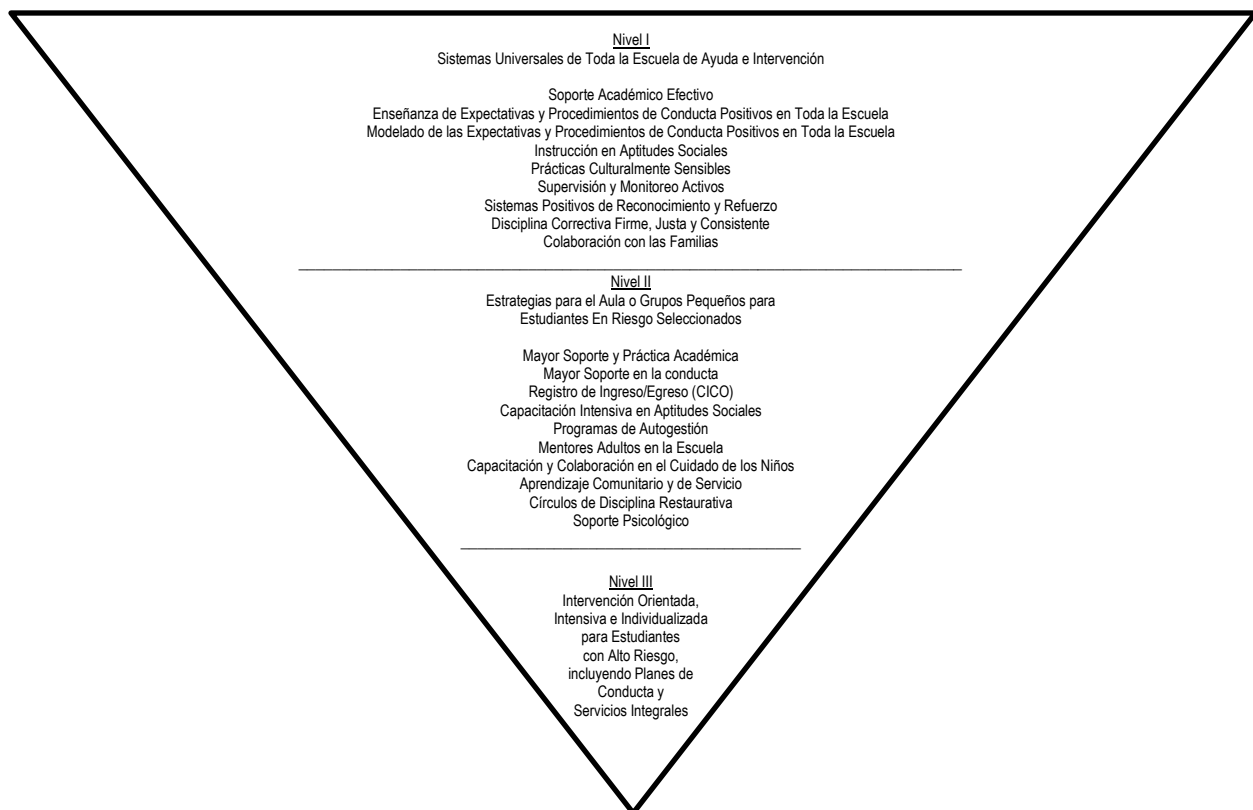 Nivel I
Sistemas Universales de Toda la Escuela de Ayuda e Intervención
Soporte Académico Efectivo
Enseñanza de Expectativas y Procedimientos de Conducta Positivos en Toda la Escuela
Modelado de las Expectativas y Procedimientos de Conducta Positivos en Toda la Escuela
Instrucción en Aptitudes Sociales
Prácticas Culturalmente Sensibles
Supervisión y Monitoreo Activos
Sistemas Positivos de Reconocimiento y Refuerzo
Disciplina Correctiva Firme, Justa y Consistente
Colaboración con las Familias
Nivel II
Estrategias para el Aula o Grupos Pequeños para
Estudiantes En Riesgo Seleccionados
Mayor Soporte y Práctica Académica
Mayor Soporte en la conducta
Registro de Ingreso/Egreso (CICO)
Capacitación Intensiva en Aptitudes Sociales
Programas de Autogestión
Mentores Adultos en la Escuela
Capacitación y Colaboración en el Cuidado de los Niños
Aprendizaje Comunitario y de Servicio
Círculos de Disciplina Restaurativa
Soporte Psicológico
Nivel III
Intervención Orientada,
Intensiva e Individualizada
para Estudiantes
con Alto Riesgo,
incluyendo Planes de
Conducta y
Servicios Integrales